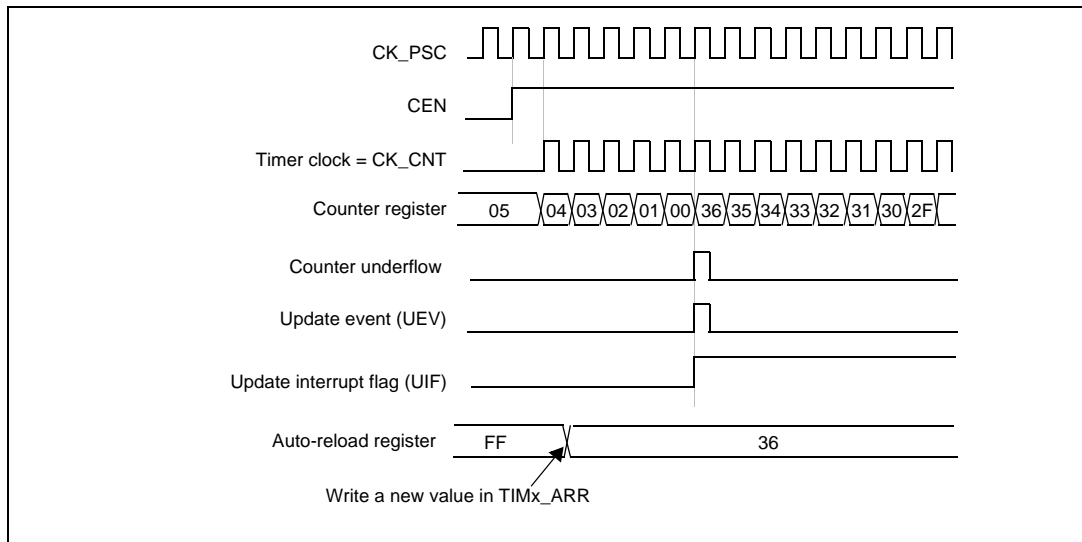 CK_PSC
CEN
Timer clock = CK_CNT
Counter register 05 04 03 02 01 00 36 35 34 33 32 31 30 2F
Counter underflow
Update event (UEV)
Update interrupt flag (UIF)
Auto-reload register FF 36
Write a new value in TIMx_ARR